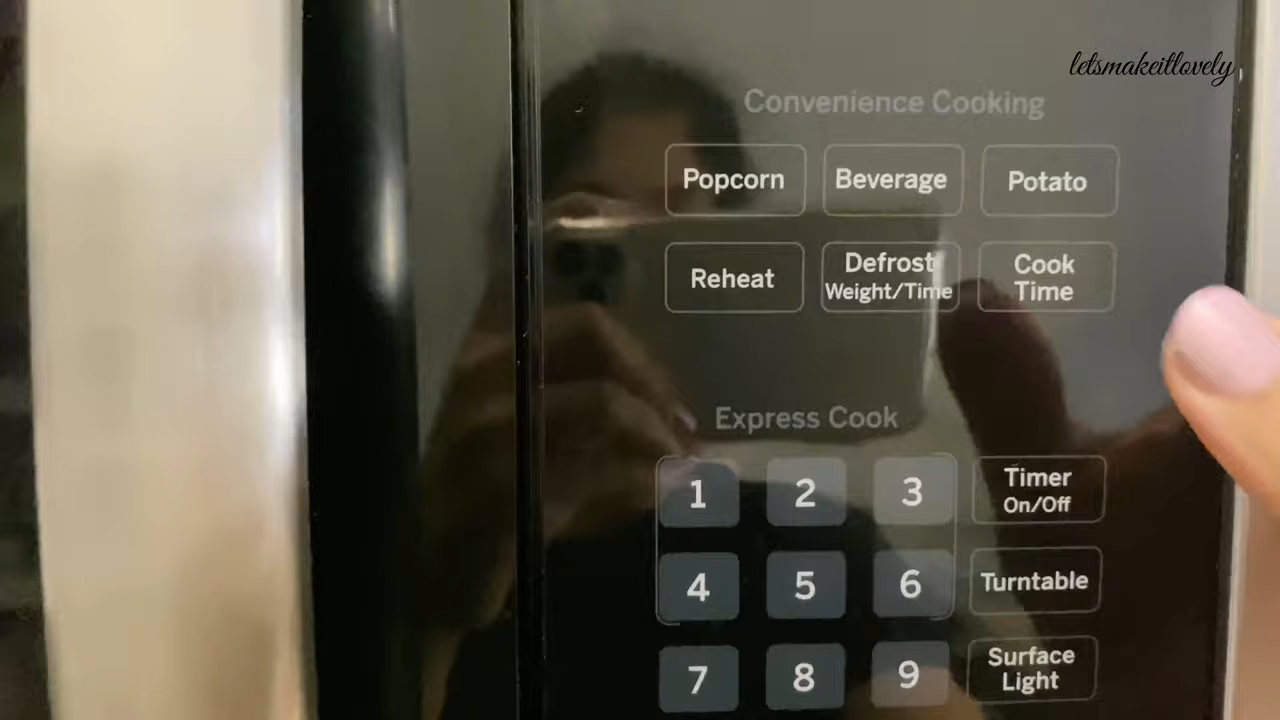 letsmakeitlovely
Convenience Cooking
Popcorn
Beverage
Potato
Reheat
Defrost
Weight/Time
Cook
Time
Express Cook
1
2
3
Timer
On/Off
4
5
6
Turntable
7
8
9
Surface
Light